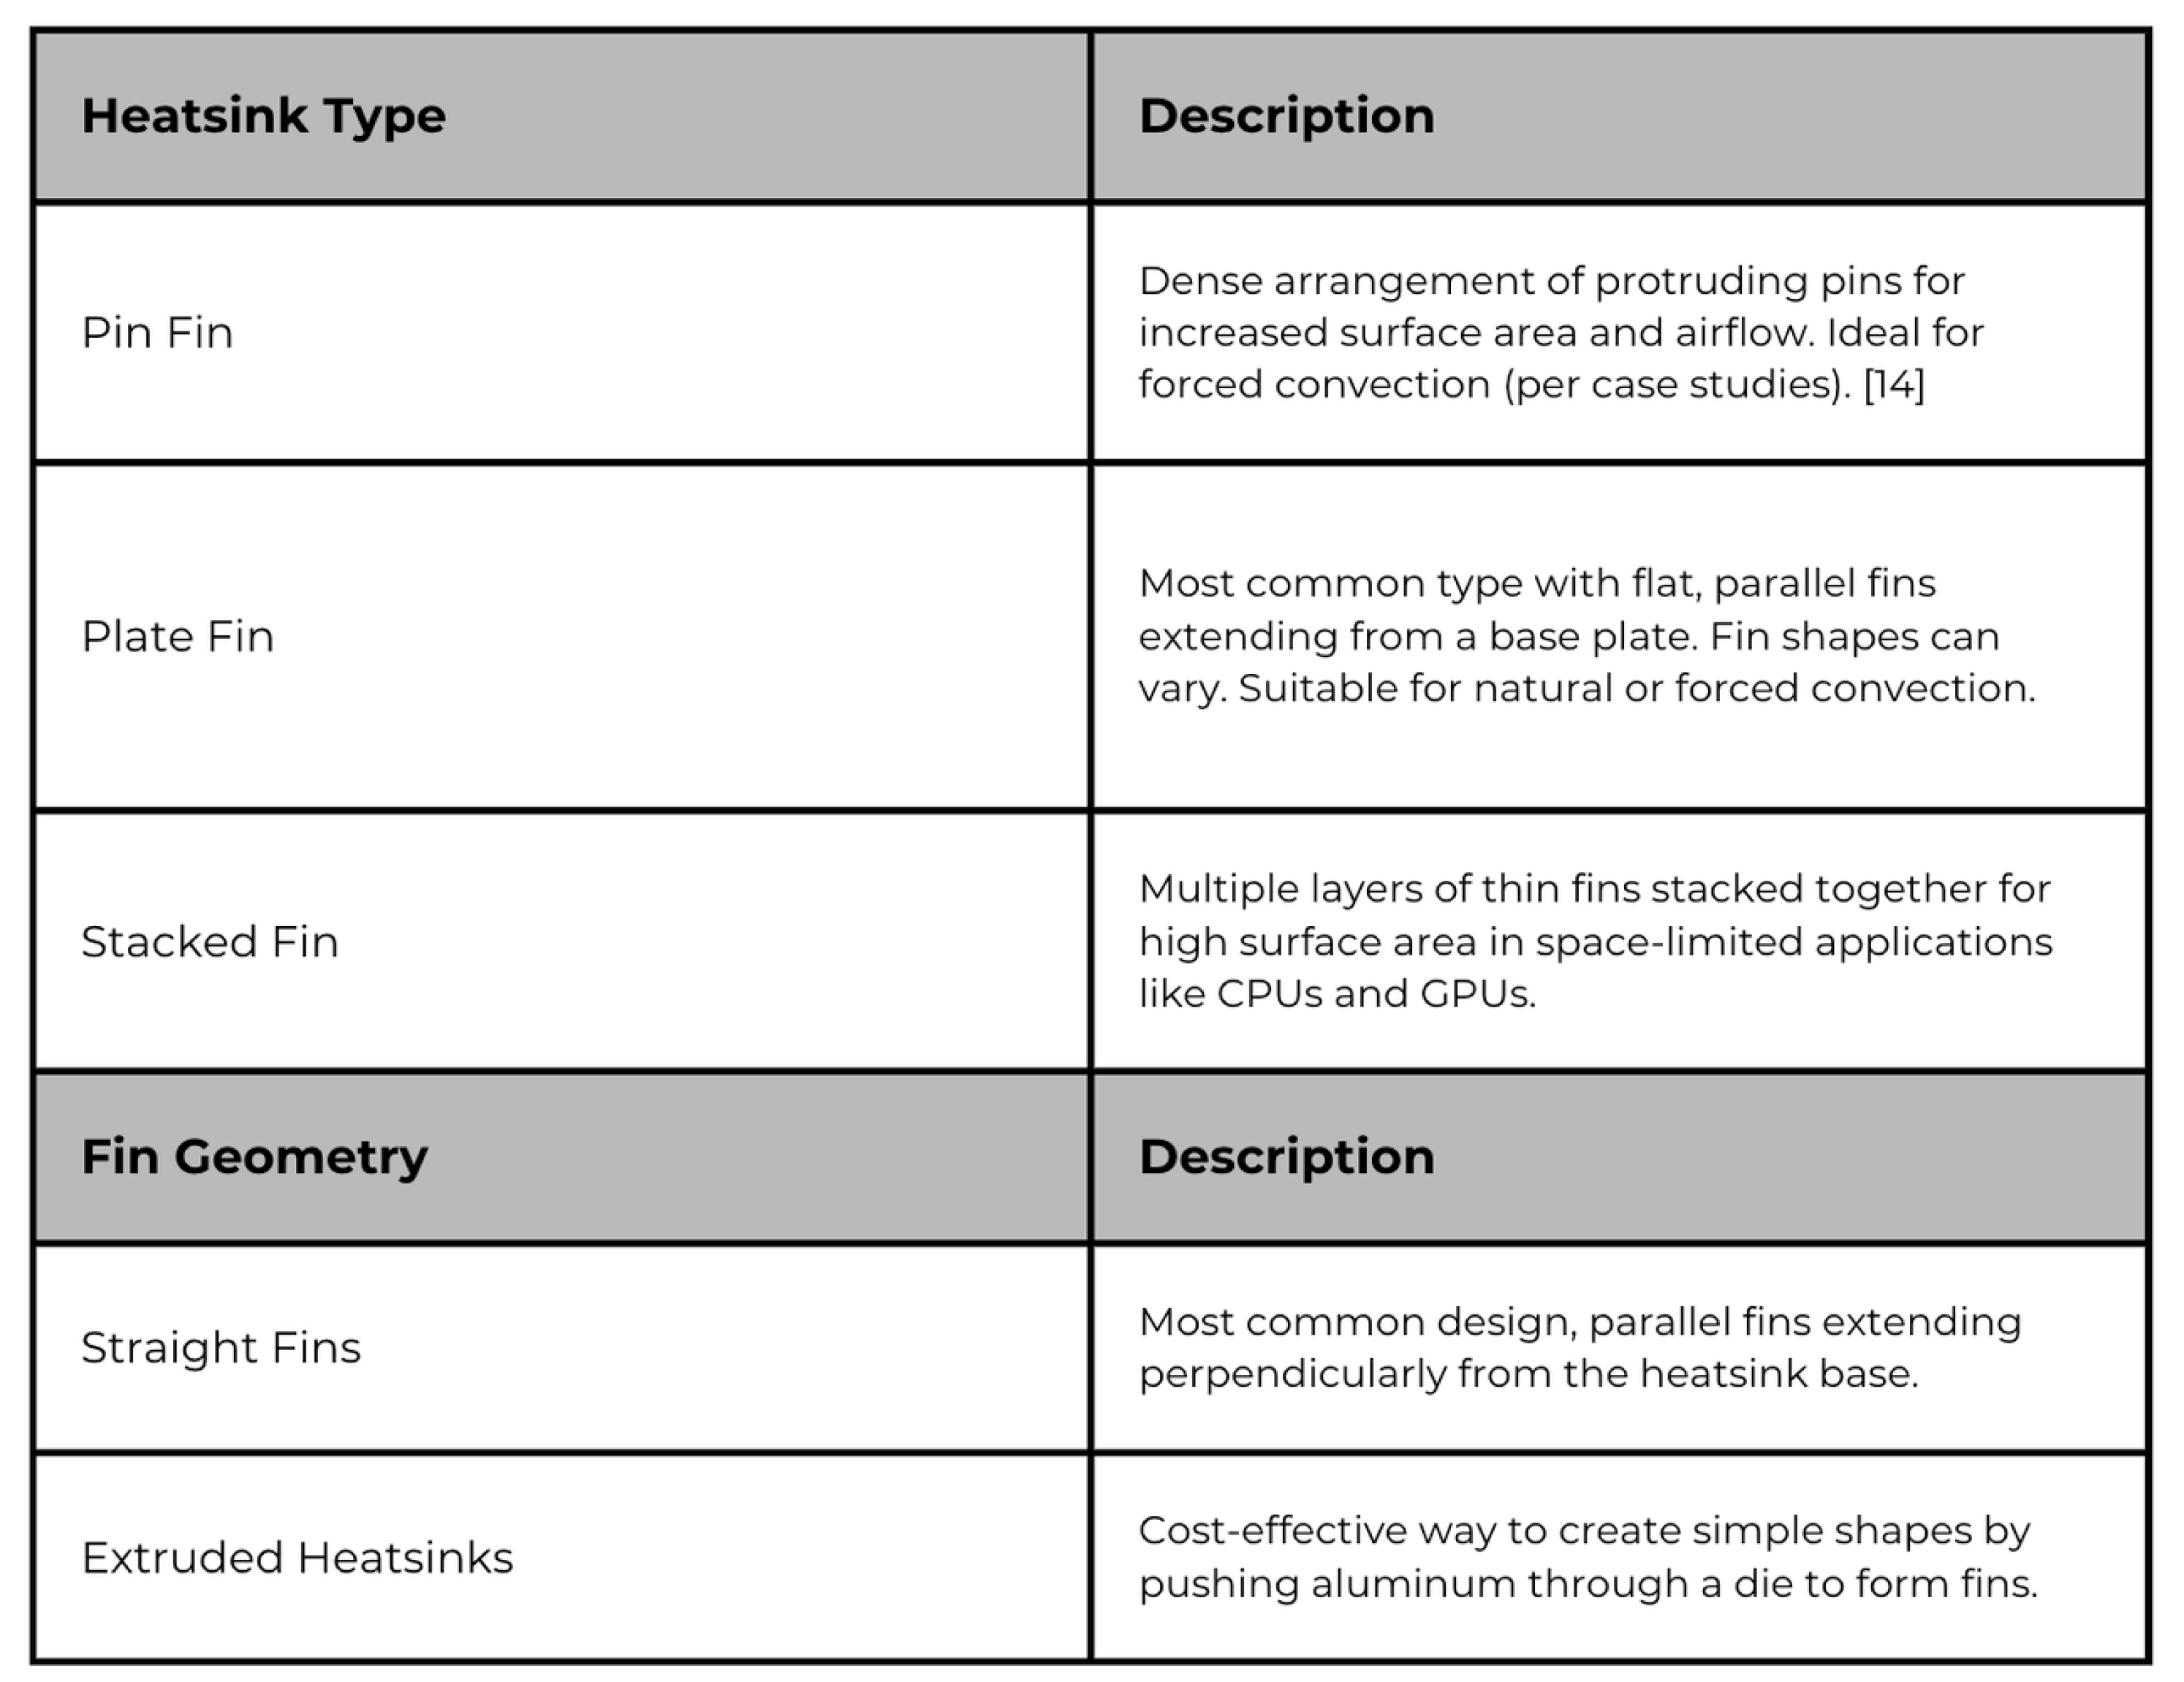 Heatsink Type
Description
Pin Fin
Dense arrangement of protruding pins for
increased surface area and airflow. Ideal for
forced convection (per case studies). [14]
Plate Fin
Most common type with flat, parallel fins
extending from a base plate. Fin shapes can
vary. Suitable for natural or forced convection.
Stacked Fin
Multiple layers of thin fins stacked together for
high surface area in space-limited applications
like CPUs and GPUs.
Fin Geometry
Description
Straight Fins
Most common design, parallel fins extending
perpendicularly from the heatsink base.
Extruded Heatsinks
Cost-effective way to create simple shapes by
pushing aluminum through a die to form fins.